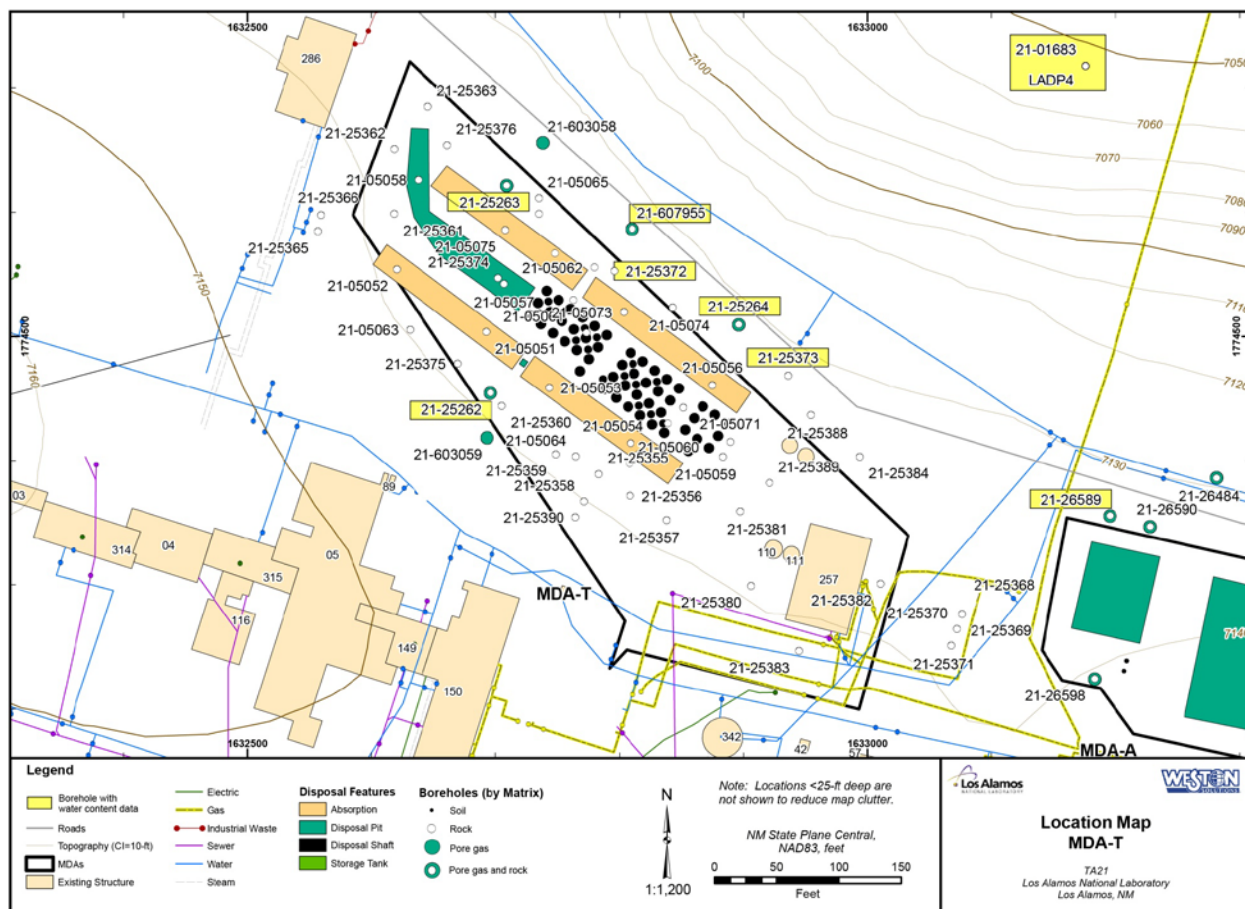 1632500
1633000
286
21-01683
LADP4
7050
7100
21-25363
21-25362
21-25376
21-603058
7060
7070
21-05058
21-05065
21-25366
21-25263
21-607955
7080
7090
21-25361
21-05075
21-25365
21-25374
21-05062
21-25372
7150
21-05052
21-05057
21-05073
21-25264
7110
21-05063
21-05074
1774500
1774500
21-05051
21-25373
21-25375
21-05056
7160
21-05053
7120
21-25262
21-25360
21-05054
21-05071
21-25388
21-05064
21-05060
21-603059
21-25355
21-25389
21-25359
21-05059
21-25384
7130
89
21-25358
21-25356
21-26589
21-26484
03
21-26590
21-25390
21-25357
21-25381
314
04
05
110
111
315
257
21-25368
MDA-T
21-25380
21-25382
21-25370
116
21-25369
7140
149
21-25371
21-25383
150
21-26598
342
42
57
MDA-A
1632500
1633000
Legend
Borehole with
water content data
Roads
Topography (CI=10-ft)
MDAs
Existing Structure
Electric
Gas
Industrial Waste
Sewer
Water
Steam
Disposal Features
Absorption
Disposal Pit
Disposal Shaft
Storage Tank
Boreholes (by Matrix)
Soil
Rock
Pore gas
Pore gas and rock
Note: Locations <25-ft deep are
not shown to reduce map clutter.
N
1:1,200
NM State Plane Central,
NAD83, feet
0 50 100 150
Feet
Los Alamos
NATIONAL LABORATORY
WESTON
SOLUTIONS
Location Map
MDA-T
TA21
Los Alamos National Laboratory
Los Alamos, NM